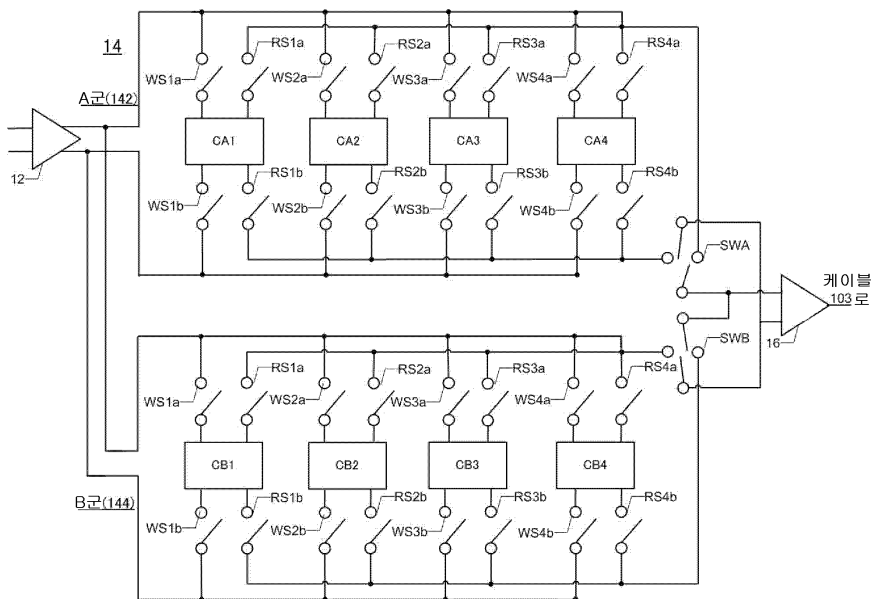 14
RS1a
RS2a
RS3a
RS4a
WS1a
WS2a
WS3a
WS4a
A군(142)
CA1
CA2
CA3
CA4
12
RS1b
RS2b
RS3b
RS4b
WS1b
WS2b
WS3b
WS4b
SWA
케이블
103로
16
SWB
RS1a
RS2a
RS3a
RS4a
WS1a
WS2a
WS3a
WS4a
CB1
CB2
CB3
CB4
B군(144)
RS1b
RS2b
RS3b
RS4b
WS1b
WS2b
WS3b
WS4b